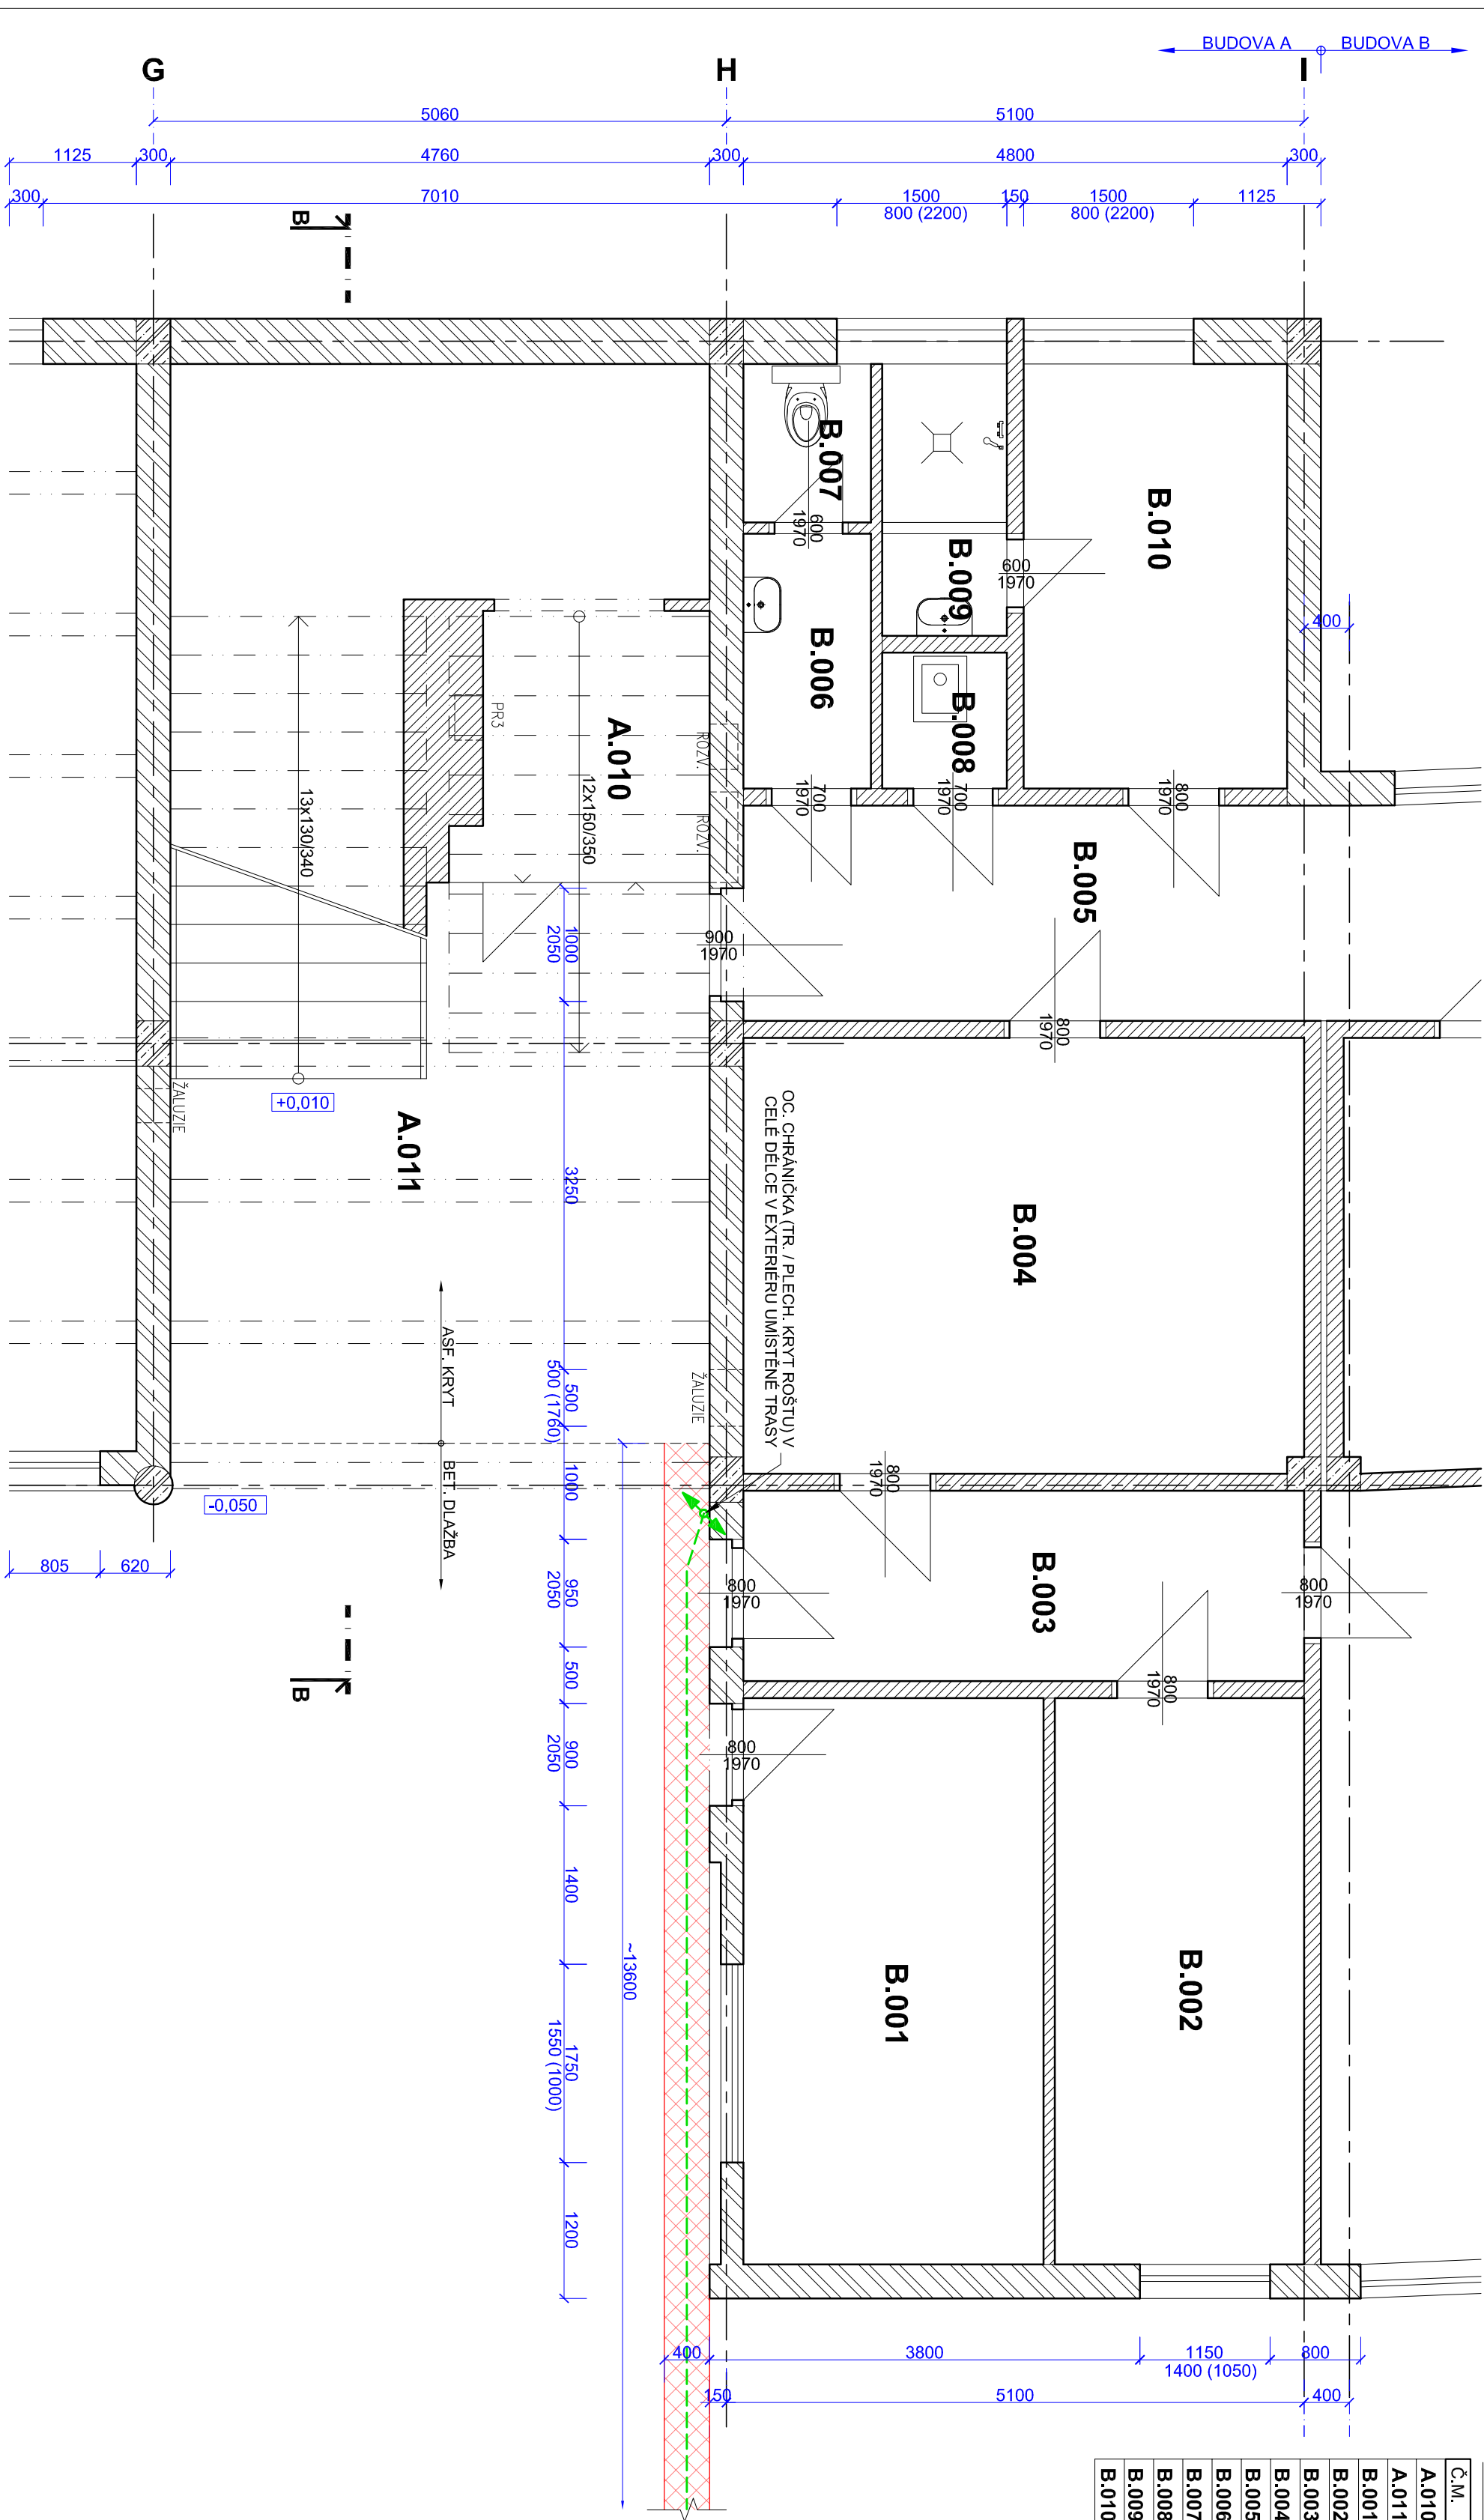 BUDOVA A
BUDOVA B
G
H
I
5060
5100
1125
300
4760
300
4800
300
300
7010
1500
800 (2200)
150
1500
800 (2200)
1125
B
B.007
600
1970
B.010
B.009
600
1970
400
B.006
B.008
PR3
A.010
ROZV.
ROZV.
12x150/350
13x130/340
700
1970
700
1970
800
1970
B.005
1000
2050
900
1970
800
1970
ŽALUZIE
+0,010
A.011
3250
OC. CHRÁNIČKA (TR. / PLECH. KRYT ROŠTU) V
CELÉ DÉLCE V EXTERIÉRU UMÍSTĚNÉ TRASY
B.004
ASF. KRYT
BET. DLAŽBA
500
500 (1760)
ŽALUZIE
1000
800
1970
-0,050
805
620
950
2050
800
1970
B.003
800
1970
B
500
800
1970
900
2050
800
1970
1400
~13600
B.001
B.002
1750
1550 (1000)
1200
400
3800
1150
1400 (1050)
800
150
5100
400
Č.M.
A.010
A.011
B.001
B.002
B.003
B.004
B.005
B.006
B.007
B.008
B.009
B.010